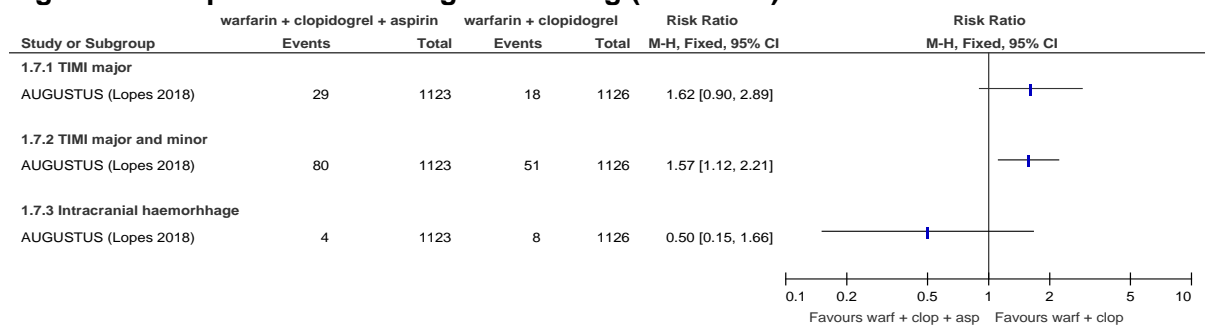 warfarin + clopidogrel + aspirin warfarin + clopidogrel Risk Ratio Risk Ratio
Study or Subgroup Events Total Events Total M-H, Fixed, 95% CI M-H, Fixed, 95% CI
1.7.1 TIMI major
AUGUSTUS (Lopes 2018) 29 1123 18 1126 1.62 [0.90, 2.89]
1.7.2 TIMI major and minor
AUGUSTUS (Lopes 2018) 80 1123 51 1126 1.57 [1.12, 2.21]
1.7.3 Intracranial haemorhhage
AUGUSTUS (Lopes 2018) 4 1123 8 1126 0.50 [0.15, 1.66]
0.1 0.2 0.5 1 2 5 10
Favours warf + clop + asp Favours warf + clop